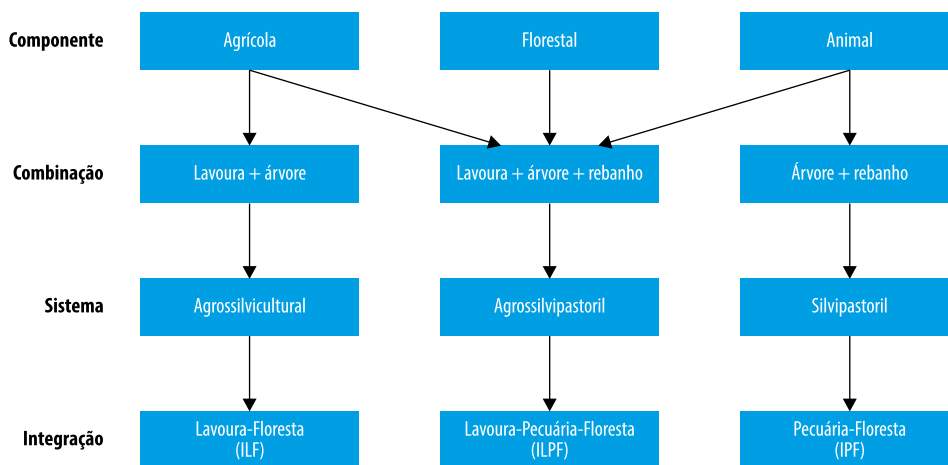 Componente
Agrícola
Florestal
Animal
Combinação
Lavoura + árvore
Lavoura + árvore + rebanho
Árvore + rebanho
Sistema
Agrossilvicultural
Agrossilvipastoril
Silvipastoril
Integração
Lavoura-Floresta
(ILF)
Lavoura-Pecuária-Floresta
(ILPF)
Pecuária-Floresta
(IPF)